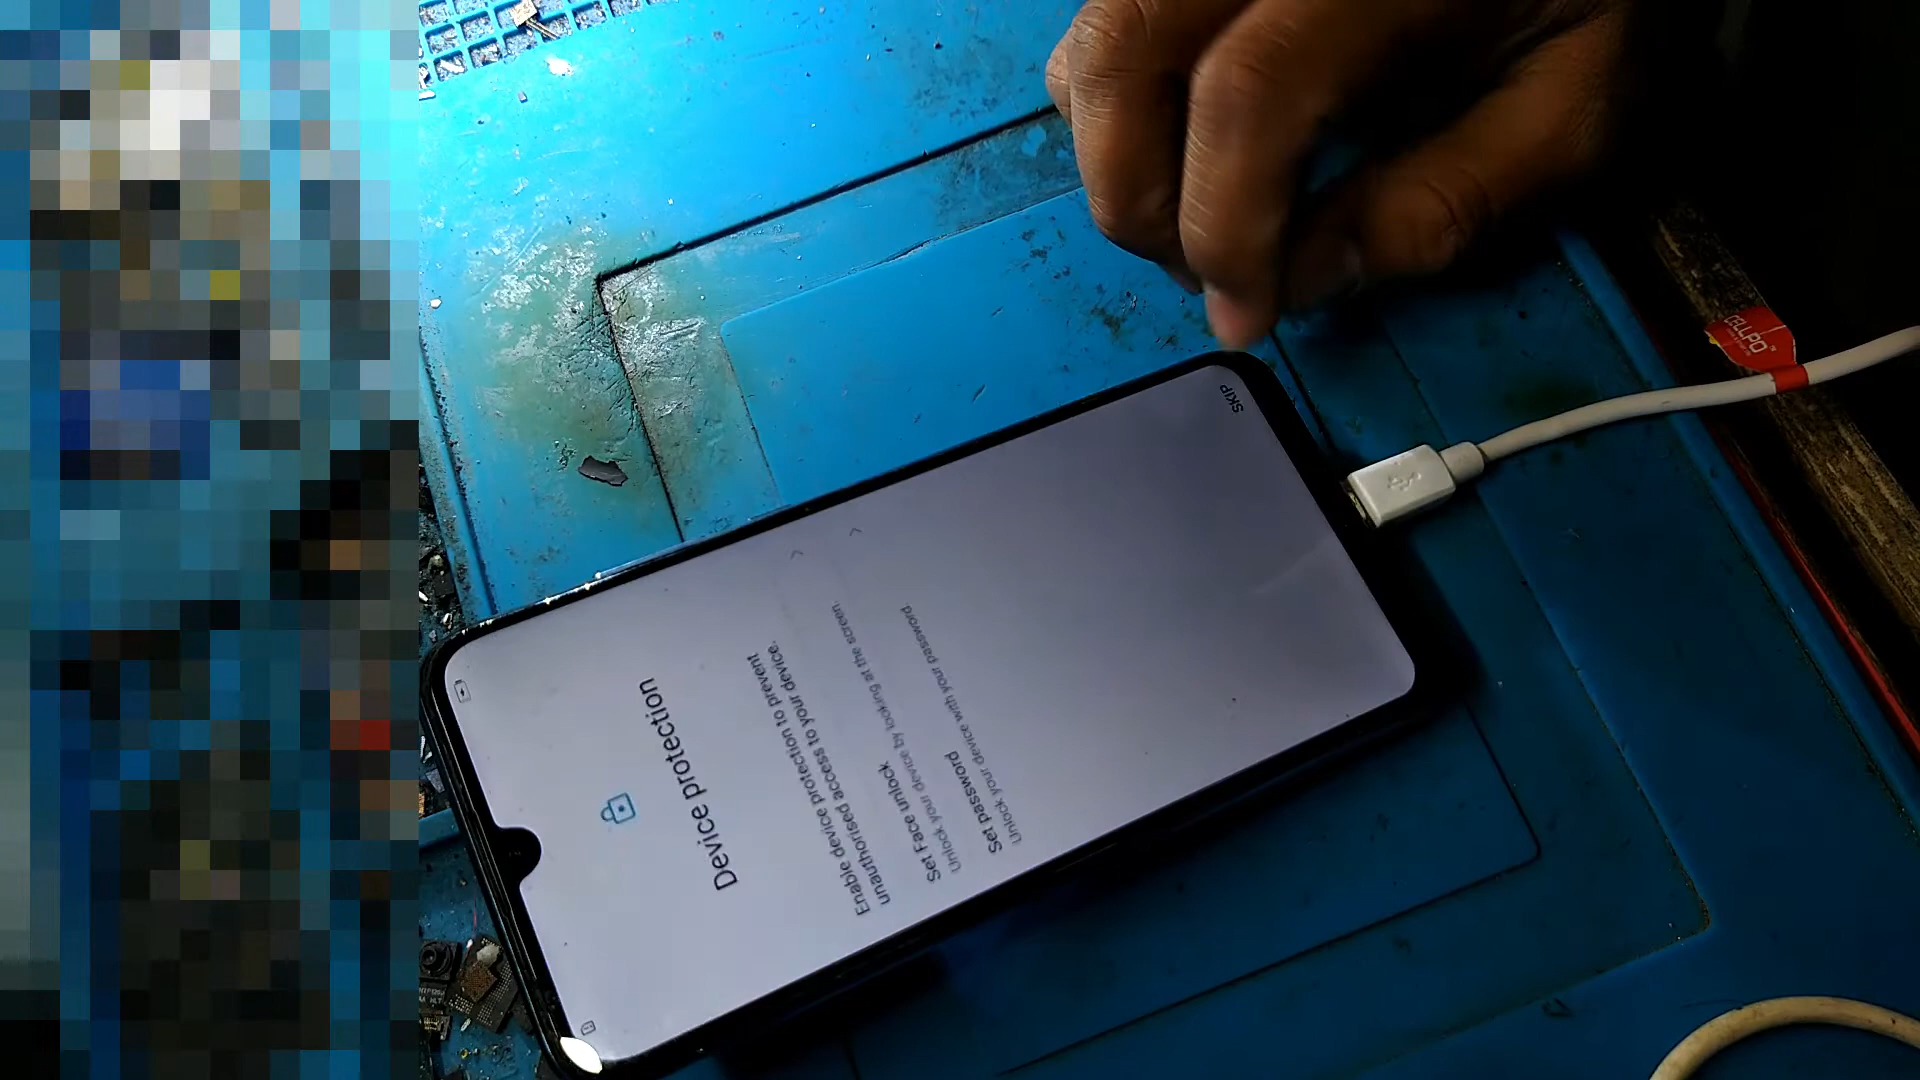 Device protection
Enable device protection to prevent
unauthorised access to your device.
Set Face unlock
Unlock your device by looking at the screen.
Set password
Unlock your device with your password
SKIP
CELLPO